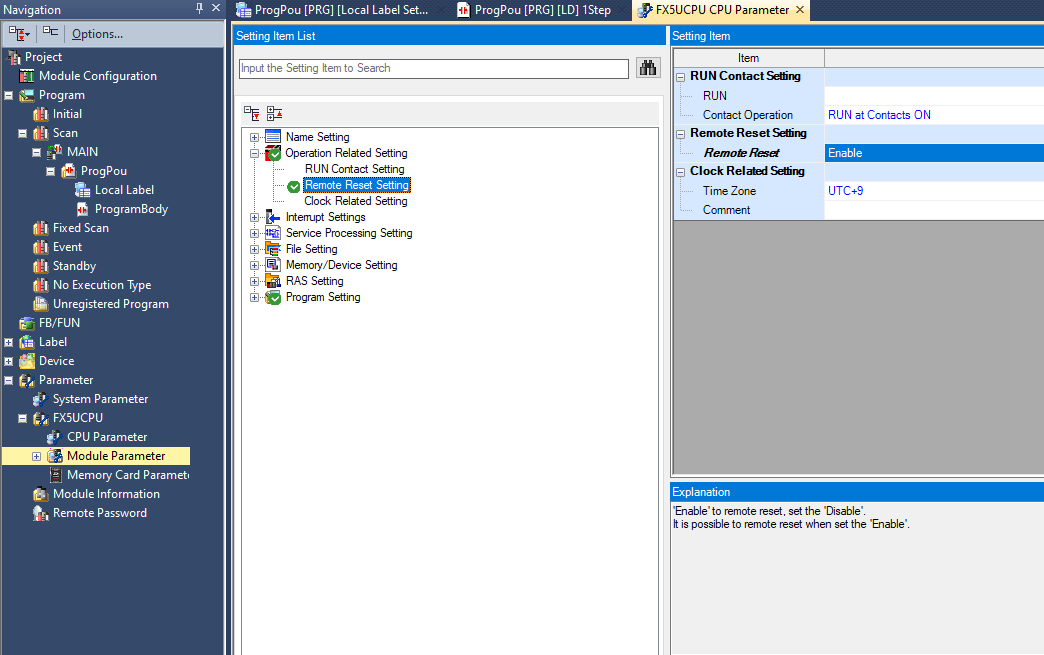 Navigation
Options...
Project
Module Configuration
Program
Initial
Scan
MAIN
ProgPou
Local Label
ProgramBody
Fixed Scan
Event
Standby
No Execution Type
Unregistered Program
FB/FUN
Label
Device
Parameter
System Parameter
FX5UCPU
CPU Parameter
Module Parameter
Memory Card Paramet
Module Information
Remote Password
ProgPou [PRG] [Local Label Set...
ProgPou [PRG] [LD] 1Step
FX5UCPU CPU Parameter
Setting Item List
Input the Setting Item to Search
Name Setting
Operation Related Setting
RUN Contact Setting
Remote Reset Setting
Clock Related Setting
Interrupt Settings
Service Processing Setting
File Setting
Memory/Device Setting
RAS Setting
Program Setting
Setting Item
Item
RUN Contact Setting
RUN
Contact Operation RUN at Contacts ON
Remote Reset Setting
Remote Reset Enable
Clock Related Setting
Time Zone UTC+9
Comment
Explanation
'Enable' to remote reset, set the 'Disable'.
It is possible to remote reset when set the 'Enable'.